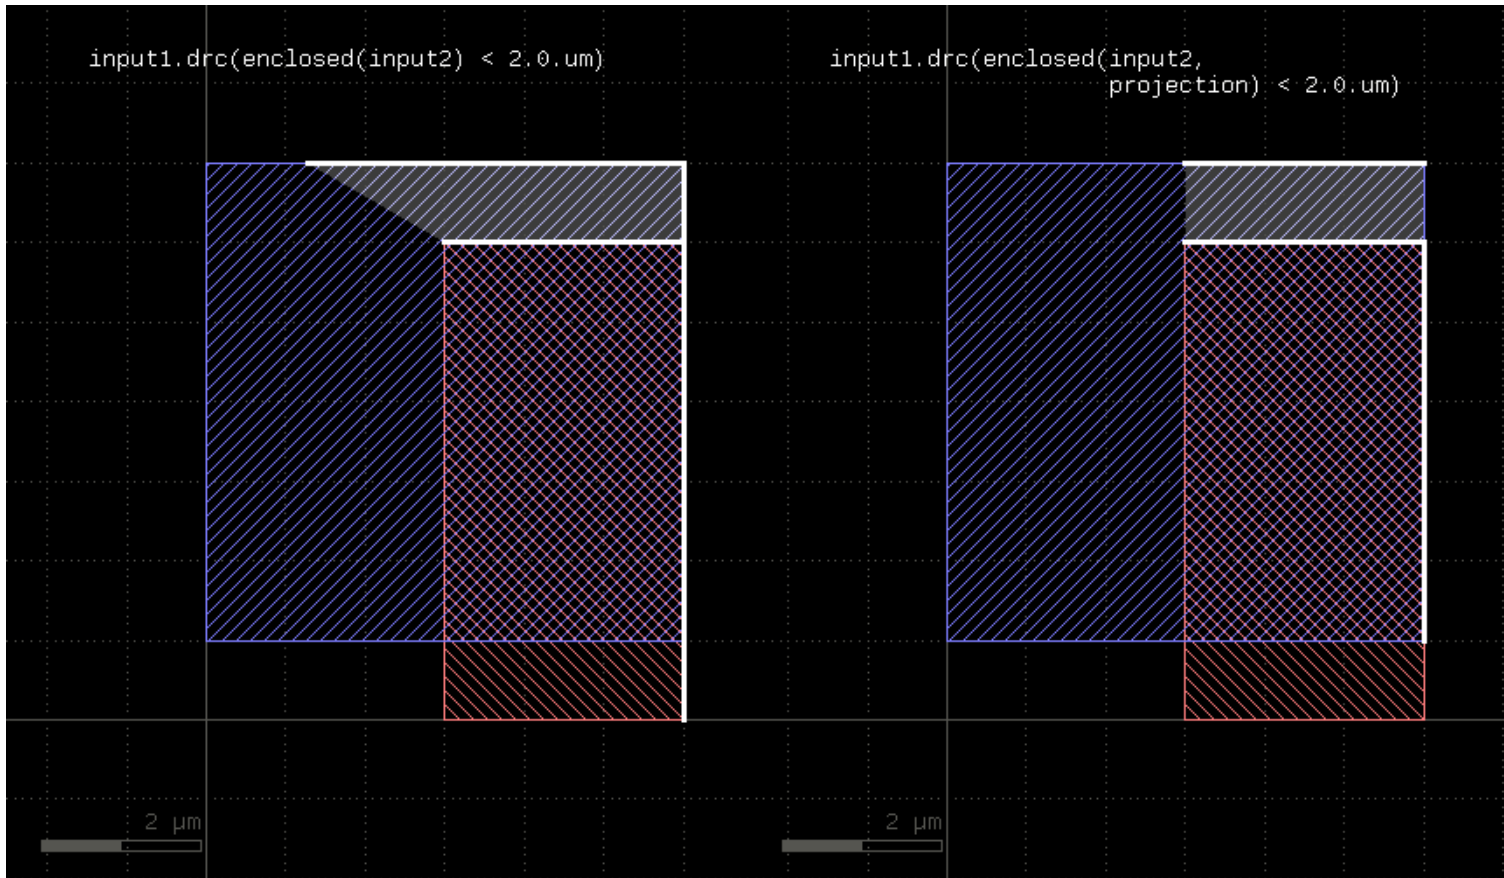 input1.drc(enclosed(input2) < 2.0.um)
input1.drc(enclosed(input2,
projection) < 2.0.um)
2 µm
2 µm